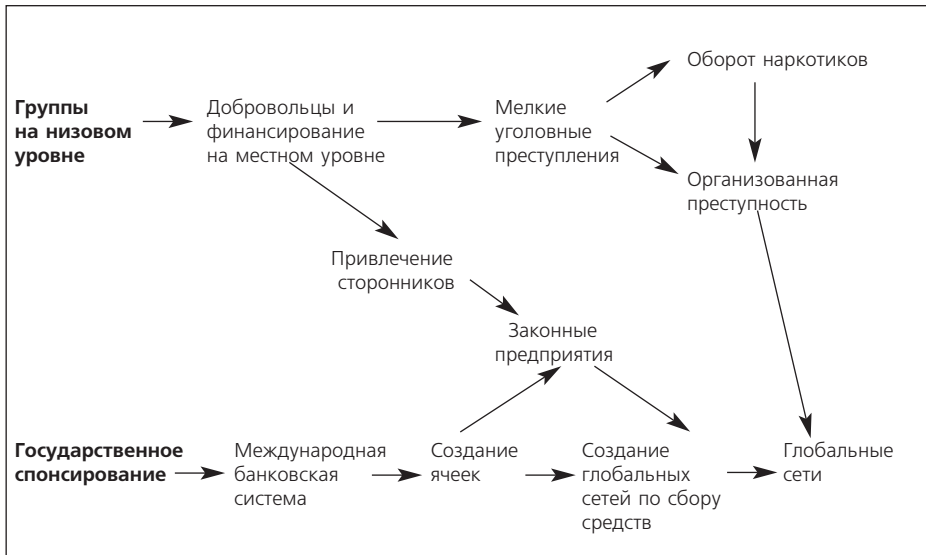 Группы
на низовом
уровне
Добровольцы и
финансирование
на местном уровне
Мелкие
уголовные
преступления
Оборот наркотиков
Организованная
преступность
Привлечение
сторонников
Законные
предприятия
Государственное
спонсирование
Международная
банковская
система
Создание
ячеек
Создание
глобальных
сетей по сбору
средств
Глобальные
сети